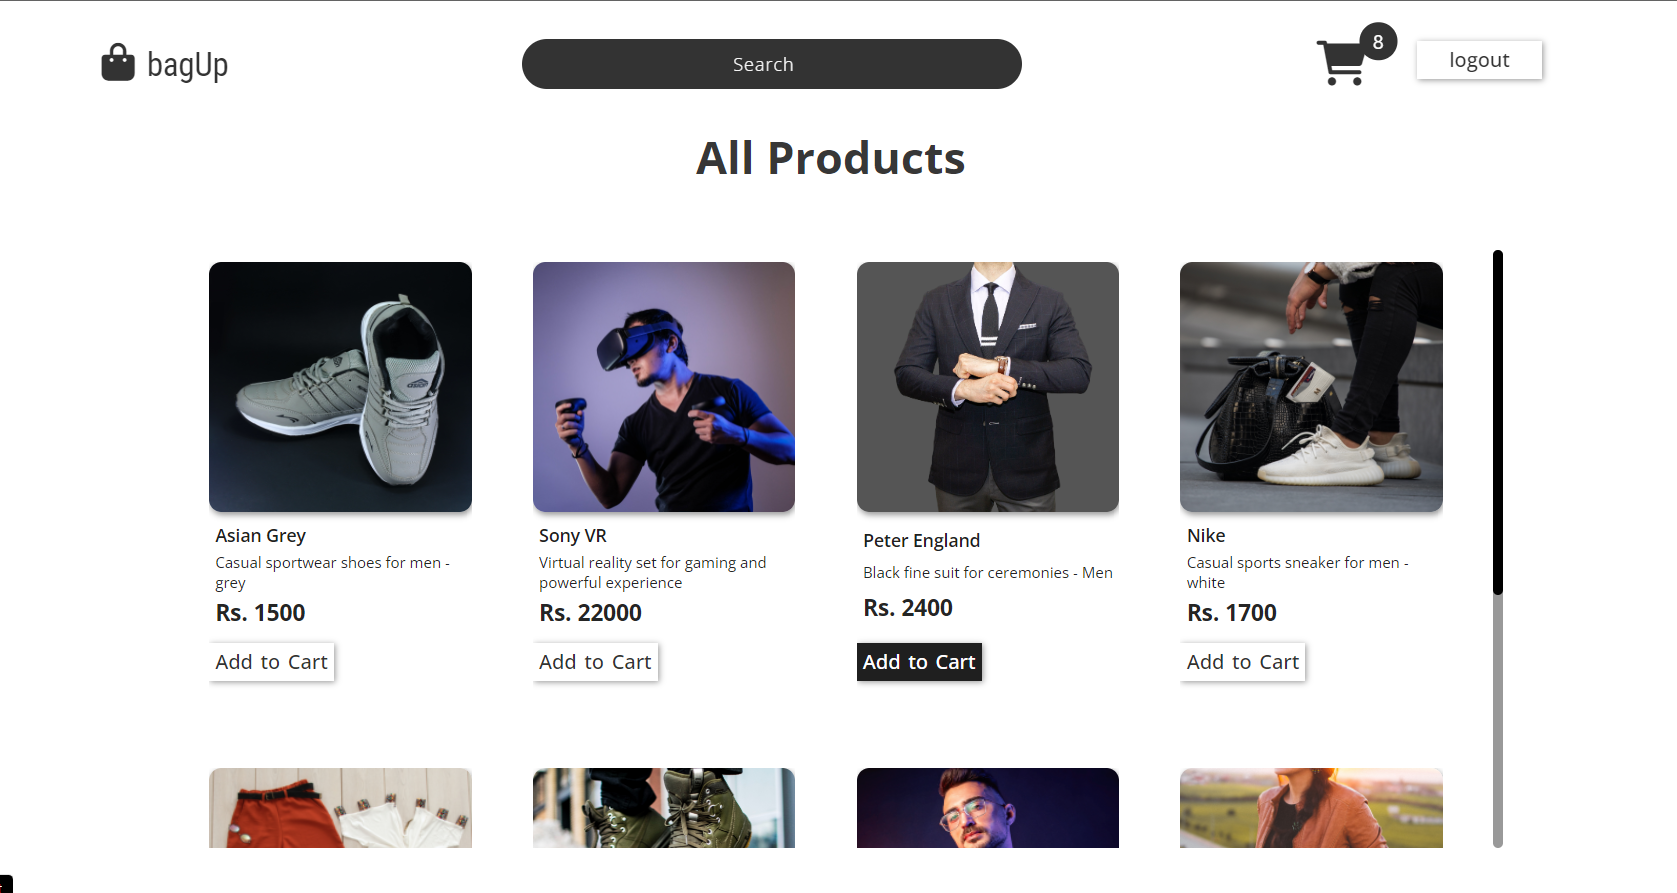 bagUp
Search
8
logout
All Products
Asian Grey
Casual sportwear shoes for men -
grey
Rs. 1500
Add to Cart
Sony VR
Virtual reality set for gaming and
powerful experience
Rs. 22000
Add to Cart
Peter England
Black fine suit for ceremonies - Men
Rs. 2400
Add to Cart
Nike
Casual sports sneaker for men -
white
Rs. 1700
Add to Cart